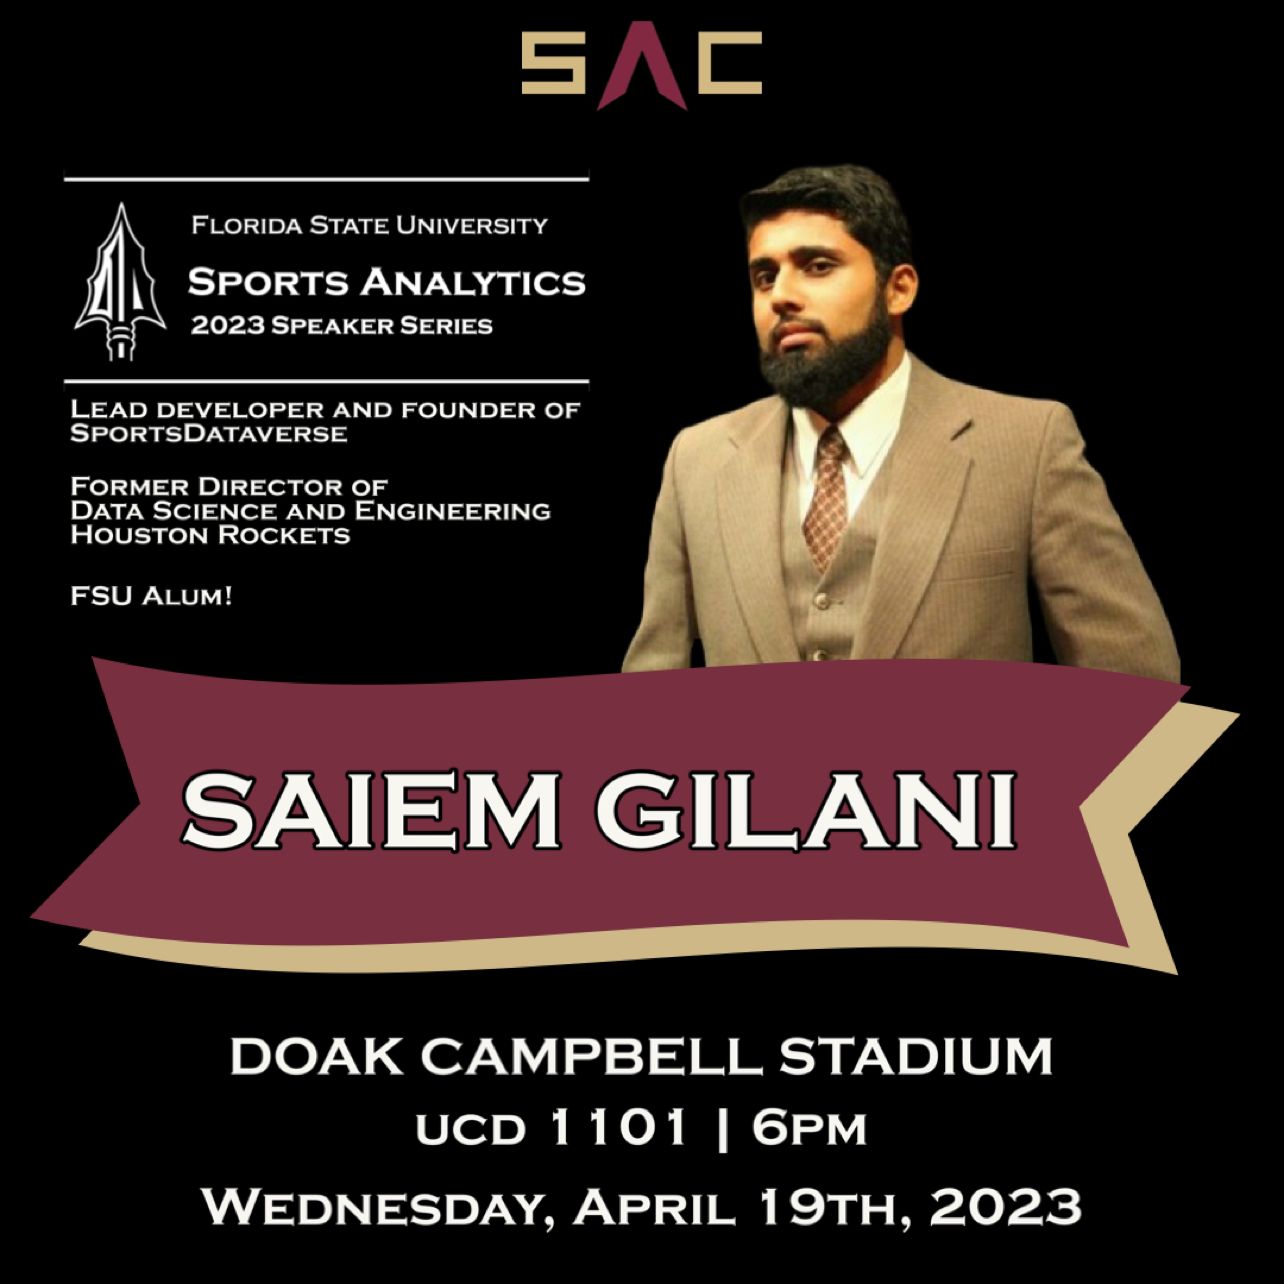 SAC
Florida State University
Sports Analytics
2023 Speaker Series
Lead developer and founder of
SportsDataverse
Former Director of
Data Science and Engineering
Houston Rockets
FSU Alum!
SAIEM GILANI
DOAK CAMPBELL STADIUM
UCD 1101 | 6PM
Wednesday, April 19th, 2023